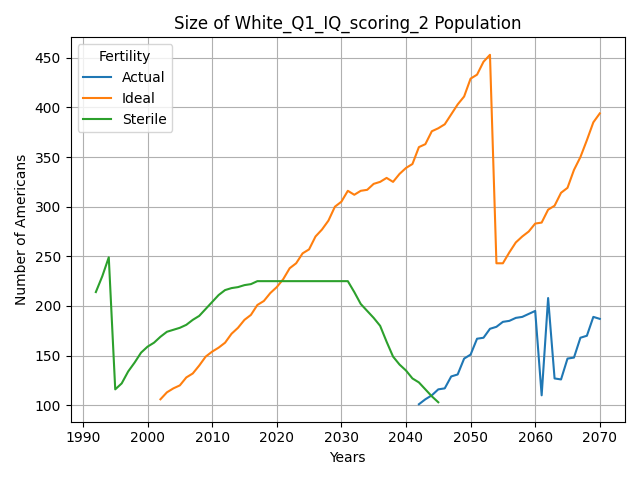 Size of White_Q1_IQ_scoring_2 Population
Fertility
Actual
Ideal
Sterile
Number of Americans
450
400
350
300
250
200
150
100
1990 2000 2010 2020 2030 2040 2050 2060 2070
Years